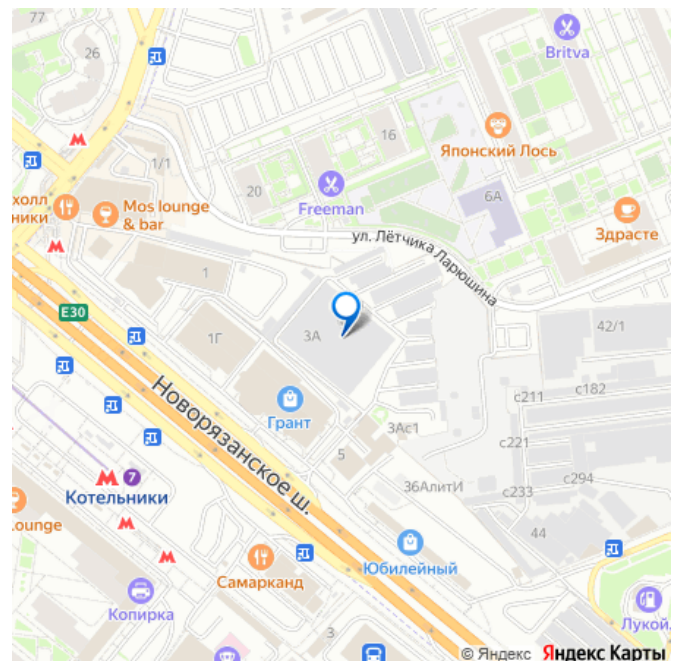 77
26
Britva
16
Японский Лось
1/1
20
6А
холл
ники
Mos lounge
& bar
Freeman
Здрасте
ул. Лётчика Ларюшина
1
E30
1Г
3А
42/1
с182
с211
Новорязанское ш.
Грант
3Ас1
с221
5
с294
7
Котельники
36АлитИ
с233
ounge
44
Юбилейный
Самарканд
Копирка
Лукой
3
© Яндекс Яндекс Карты